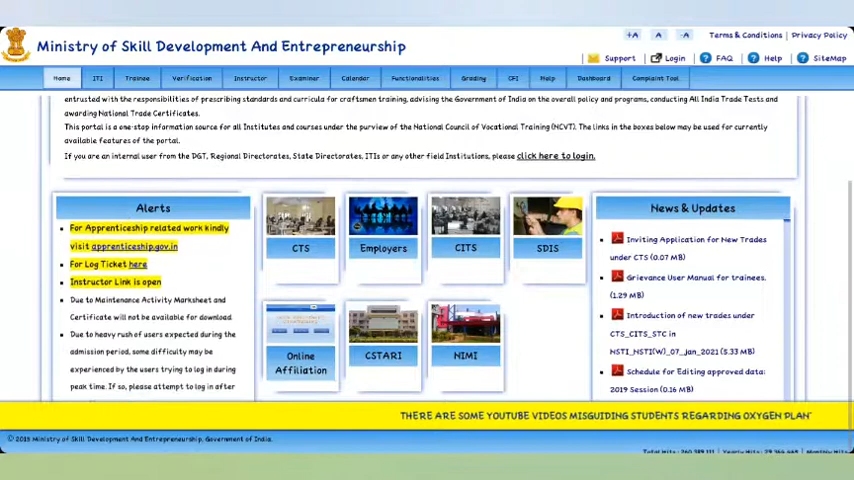 +A A -A Terms & Conditions | Privacy Policy
Ministry of Skill Development And Entrepreneurship
Support Login FAQ Help SiteMap
Home ITI Trainee Verification Instructor Examiner Calendar Functionalities Grading CFI Help Dashboard Complaint Tool
entrusted with the responsibilities of prescribing standards and curricula for craftsmen training, advising the Government of India on the overall policy and programs, conducting All India Trade Tests and
awarding National Trade Certificates.
This portal is a one-stop information source for all Institutes and courses under the purview of the National Council of Vocational Training (NCVT). The links in the boxes below may be used for currently
available features of the portal.
If you are an internal user from the DGT, Regional Directorates, State Directorates, ITIs or any other field Institutions, please click here to login.
Alerts
For Apprenticeship related work kindly
visit apprenticeship.gov.in
For Log Ticket here
Instructor Link is open
Due to Maintenance Activity Marksheet and
Certificate will not be available for download.
Due to heavy rush of users expected during the
admission period, some difficulty may be
experienced by the users trying to log in during
peak time. If so, please attempt to log in after
CTS
Employers
CITS
SDIS
Online
Affiliation
CSTARI
NIMI
News & Updates
Inviting Application for New Trades
under CTS (0.07 MB)
Grievance User Manual for trainees.
(1.29 MB)
Introduction of new trades under
CTS_CITS_STC in
NSTI_NSTI(W)_07_Jan_2021 (5.33 MB)
Schedule for Editing approved data:
2019 Session (0.16 MB)
THERE ARE SOME YOUTUBE VIDEOS MISGUIDING STUDENTS REGARDING OXYGEN PLAN
© 2015 Ministry of Skill Development And Entrepreneurship, Government of India.